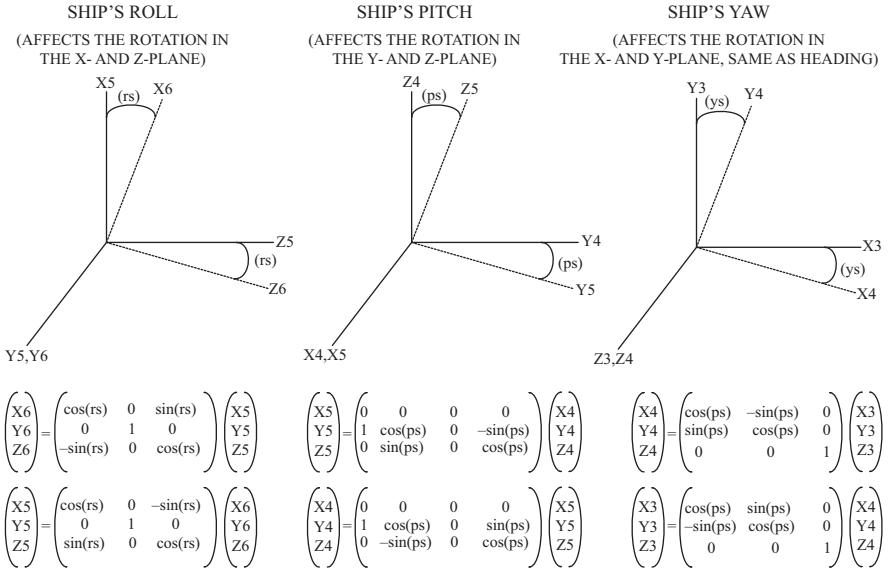 SHIP'S ROLL
(AFFECTS THE ROTATION IN
THE X- AND Z-PLANE)
X5
X6
(rs)
Z5
(rs)
Z6
Y5,Y6
(X6 Y6 Z6) = (cos(rs) 0 sin(rs)
0 1 0
–sin(rs) 0 cos(rs)) (X5 Y5 Z5)
(X5 Y5 Z5) = (cos(rs) 0 –sin(rs)
0 1 0
sin(rs) 0 cos(rs)) (X6 Y6 Z6)
SHIP'S PITCH
(AFFECTS THE ROTATION IN
THE Y- AND Z-PLANE)
Z4
Z5
(ps)
Y4
(ps)
Y5
X4,X5
(X5 Y5 Z5) = (0 0 0 0
1 cos(ps) 0 –sin(ps)
0 sin(ps) 0 cos(ps)) (X4 Y4 Z4)
(X4 Y4 Z4) = (0 0 0 0
1 cos(ps) 0 sin(ps)
0 –sin(ps) 0 cos(ps)) (X5 Y5 Z5)
SHIP'S YAW
(AFFECTS THE ROTATION IN
THE X- AND Y-PLANE, SAME AS HEADING)
Y3
Y4
(ys)
X3
(ys)
X4
Z3,Z4
(X4 Y4 Z4) = (cos(ps) –sin(ps) 0
sin(ps) cos(ps) 0
0 0 1) (X3 Y3 Z3)
(X3 Y3 Z3) = (cos(ps) sin(ps) 0
–sin(ps) cos(ps) 0
0 0 1) (X4 Y4 Z4)